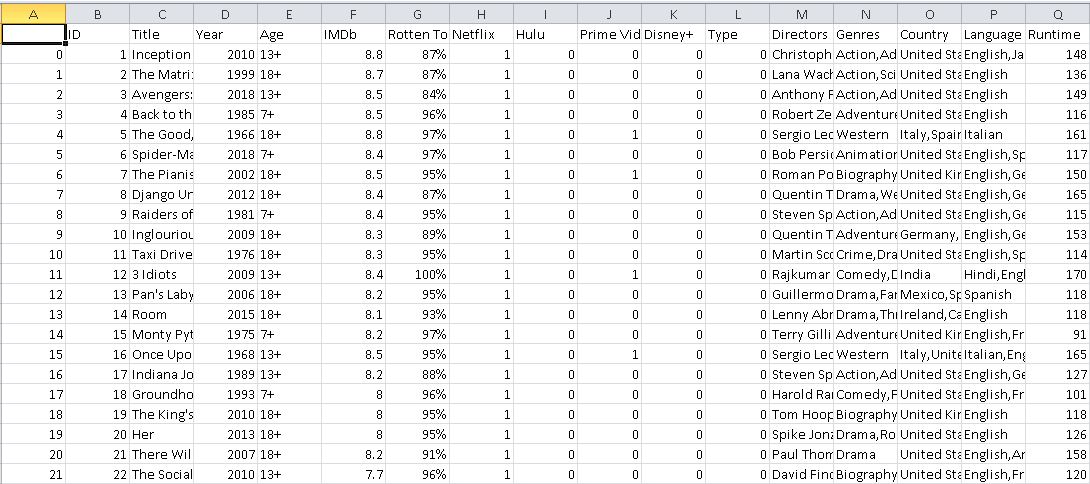 A B C D E F G H I J K L M N O P Q
ID Title Year Age IMDb Rotten To Netflix Hulu Prime Vid Disney+ Type Directors Genres Country Language Runtime
0 1 Inception 2010 13+ 8.8 87% 1 0 0 0 0 Christoph Action,Ad United Sta English,Ja 148
1 2 The Matri 1999 18+ 8.7 87% 1 0 0 0 0 Lana Wach Action,Sci United Sta English 136
2 3 Avengers: 2018 13+ 8.5 84% 1 0 0 0 0 Anthony F Action,Ad United Sta English 149
3 4 Back to th 1985 7+ 8.5 96% 1 0 0 0 0 Robert Ze Adventure United Sta English 116
4 5 The Good, 1966 18+ 8.8 97% 1 0 1 0 0 Sergio Leo Western Italy,Spain Italian 161
5 6 Spider-Ma 2018 7+ 8.4 97% 1 0 0 0 0 Bob Persic Animation United Sta English,Sp 117
6 7 The Pianis 2002 18+ 8.5 95% 1 0 1 0 0 Roman Po Biography United Kin English,Ge 150
7 8 Django Un 2012 18+ 8.4 87% 1 0 0 0 0 Quentin T Drama,We United Sta English,Ge 165
8 9 Raiders of 1981 7+ 8.4 95% 1 0 0 0 0 Steven Sp Action,Ad United Sta English,Ge 115
9 10 Inglouriou 2009 18+ 8.3 89% 1 0 0 0 0 Quentin T Adventure Germany, English,Ge 153
10 11 Taxi Drive 1976 18+ 8.3 95% 1 0 0 0 0 Martin Sco Crime,Dra United Sta English,Sp 114
11 12 3 Idiots 2009 13+ 8.4 100% 1 0 1 0 0 Rajkumar Comedy,D India Hindi,Engl 170
12 13 Pan's Laby 2006 18+ 8.2 95% 1 0 0 0 0 Guillermo Drama,Fan Mexico,Sp Spanish 118
13 14 Room 2015 18+ 8.1 93% 1 0 0 0 0 Lenny Abr Drama,Thr Ireland,Ca English 118
14 15 Monty Pyt 1975 7+ 8.2 97% 1 0 0 0 0 Terry Gilli Adventure United Kin English,Fr 91
15 16 Once Upo 1968 13+ 8.5 95% 1 0 1 0 0 Sergio Leo Western Italy,Unite Italian,Eng 165
16 17 Indiana Jo 1989 13+ 8.2 88% 1 0 0 0 0 Steven Sp Action,Ad United Sta English,Ge 127
17 18 Groundho 1993 7+ 8 96% 1 0 0 0 0 Harold Ra Comedy,F United Sta English,Fr 101
18 19 The King's 2010 18+ 8 95% 1 0 0 0 0 Tom Hoop Biography United Kin English 118
19 20 Her 2013 18+ 8 95% 1 0 0 0 0 Spike Jonz Drama,Ro United Sta English 126
20 21 There Wil 2007 18+ 8.2 91% 1 0 0 0 0 Paul Thom Drama United Sta English,Ar 158
21 22 The Social 2010 13+ 7.7 96% 1 0 0 0 0 David Finc Biography United Sta English,Fr 120